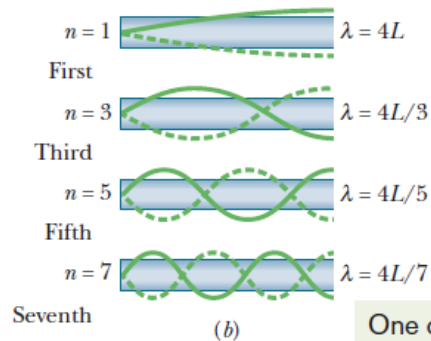 n = 1 λ = 4L
First
n = 3 λ = 4L/3
Third
n = 5 λ = 4L/5
Fifth
n = 7 λ = 4L/7
Seventh
(b)
One